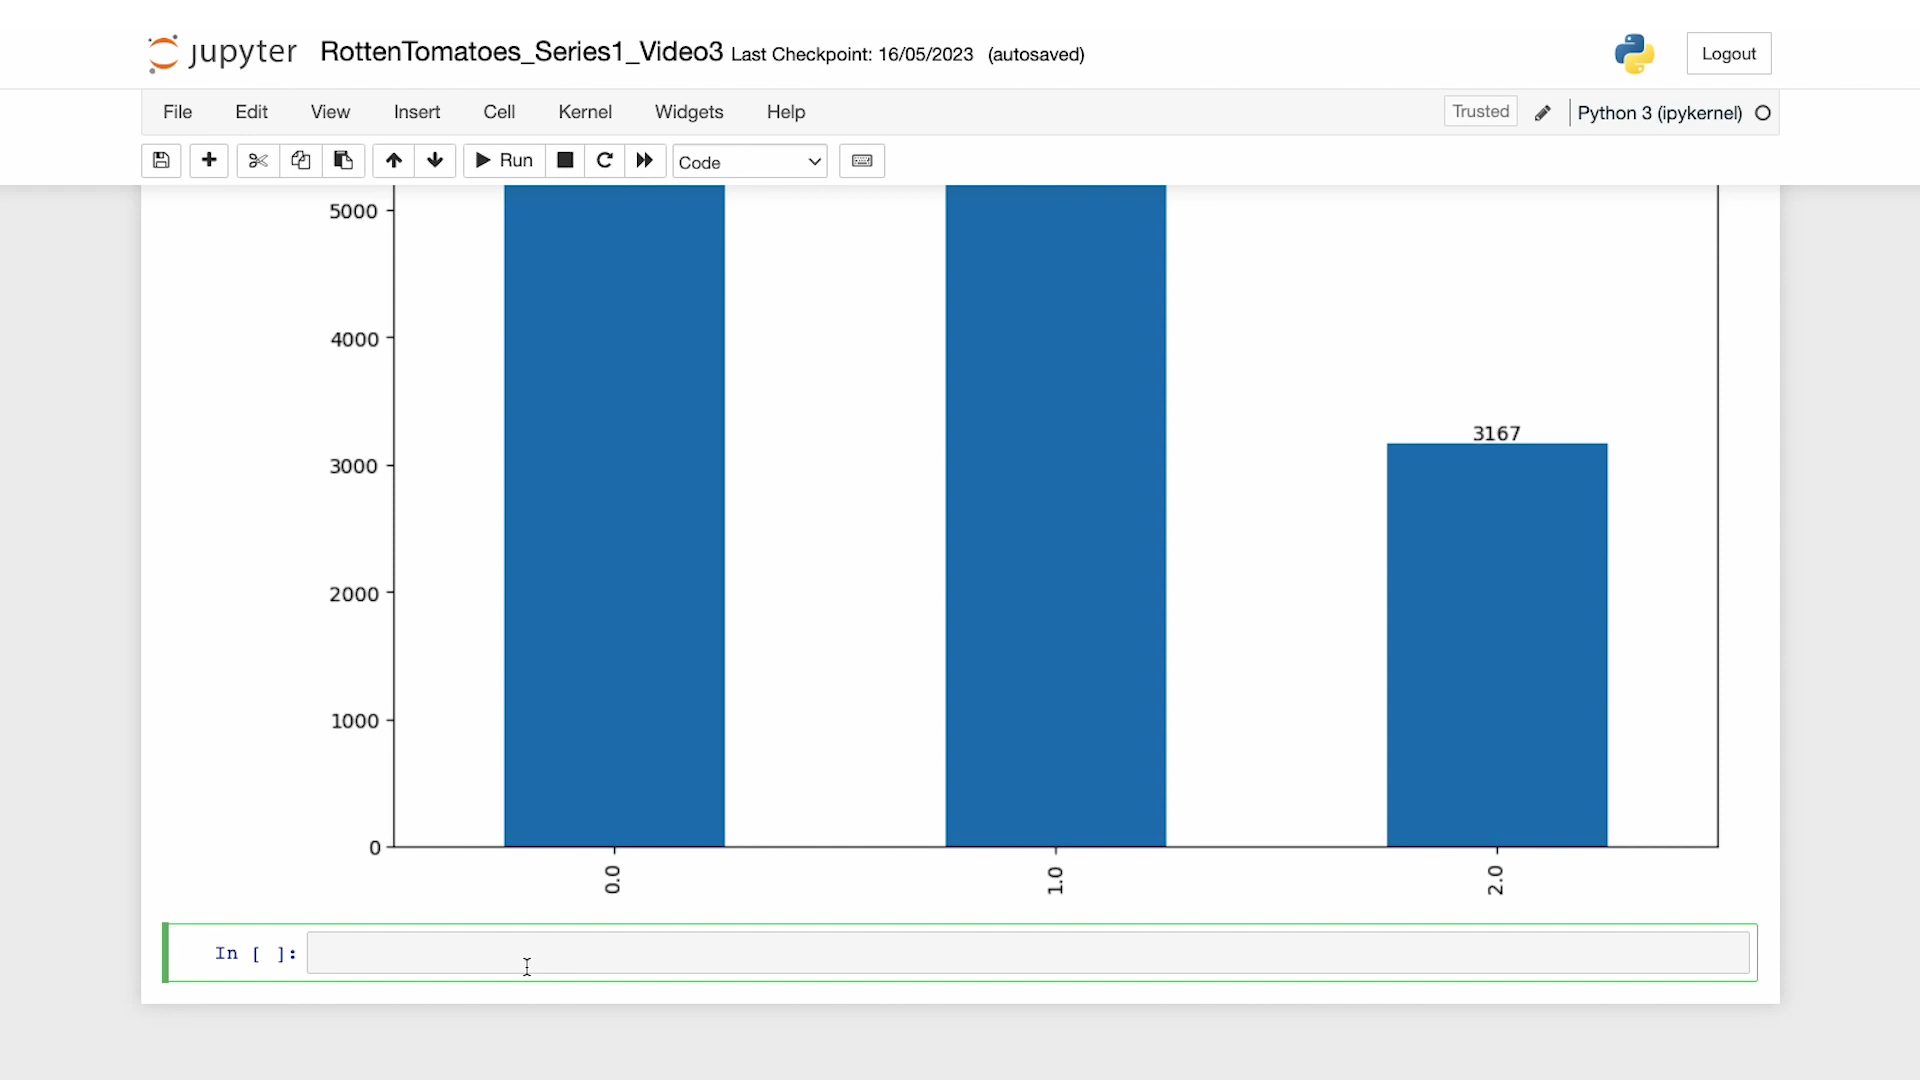 jupyter RottenTomatoes_Series1_Video3 Last Checkpoint: 16/05/2023 (autosaved)
Logout
File Edit View Insert Cell Kernel Widgets Help
Trusted
Python 3 (ipykernel)
Run
Code
5000
4000
3167
3000
2000
1000
0
0.0
1.0
2.0
In [ ]: